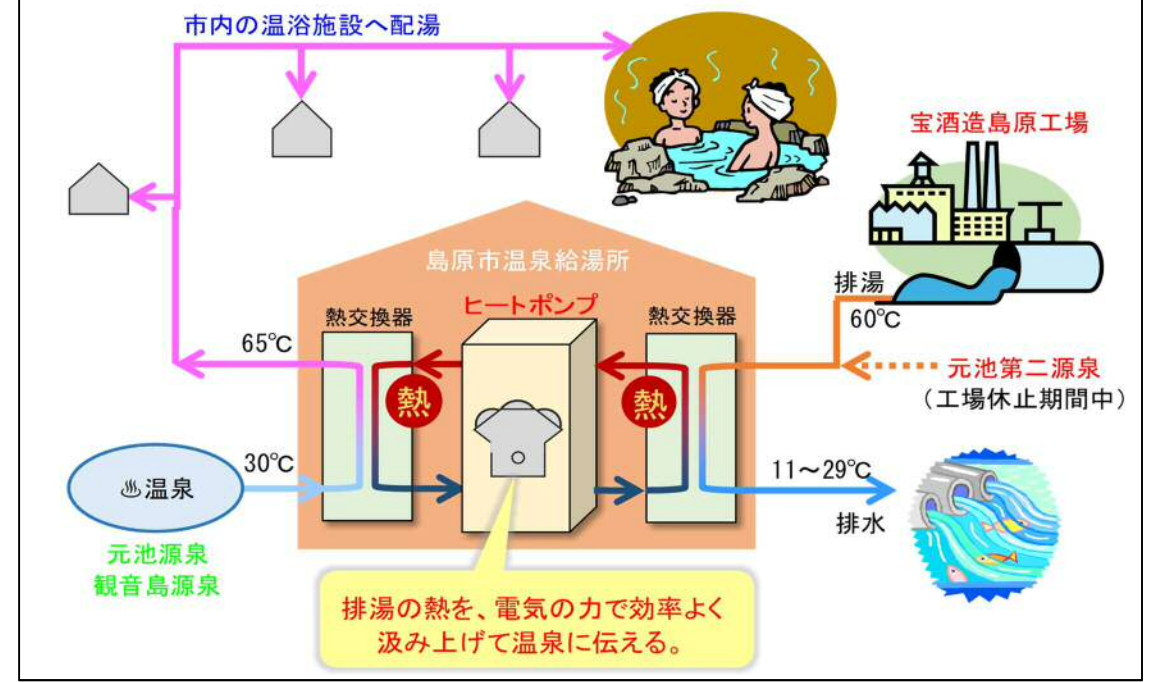 市内の温浴施設へ配湯
宝酒造島原工場
島原市温泉給湯所
排湯
60℃
熱交換器
ヒートポンプ
熱交換器
65℃
熱
熱
元池第二源泉
(工場休止期間中)
30℃
♨温泉
11～29℃
排水
元池源泉
観音島源泉
排湯の熱を、電気の力で効率よく
汲み上げて温泉に伝える。